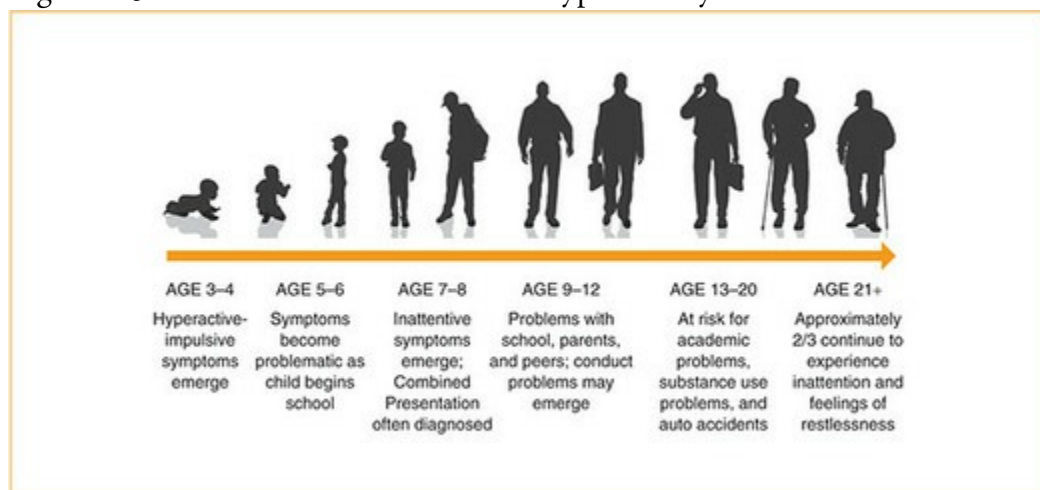 AGE 3–4
Hyperactive-
impulsive
symptoms
emerge
AGE 5–6
Symptoms
become
problematic as
child begins
school
AGE 7–8
Inattentive
symptoms
emerge;
Combined
Presentation
often diagnosed
AGE 9–12
Problems with
school, parents,
and peers; conduct
problems may
emerge
AGE 13–20
At risk for
academic
problems,
substance use
problems, and
auto accidents
AGE 21+
Approximately
2/3 continue to
experience
inattention and
feelings of
restlessness